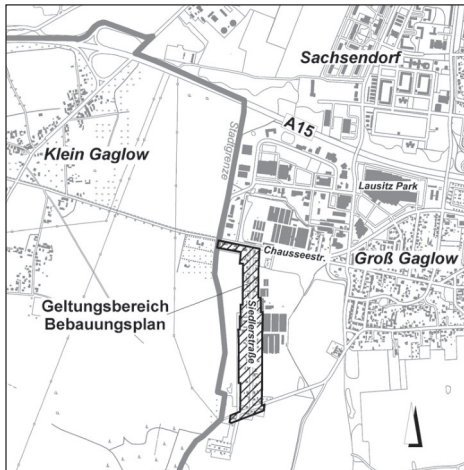 Sachsendorf
A15
Klein Gaglow
Stadtgrenze
Lausitz Park
Chausseestr.
Groß Gaglow
Geltungsbereich
Bebauungsplan
Siedlerstraße